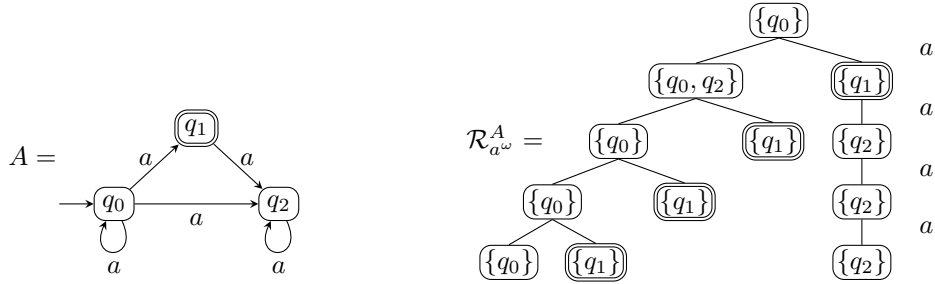 {q₀}
a
{q₀, q₂} {q₁}
a
q₁
A = a a
{q₀} {q₁} {q₂}
ℛ^A_{a^ω} =
a
q₀ a q₂
{q₀} {q₁} {q₂}
a
a a
{q₀} {q₁} {q₂}